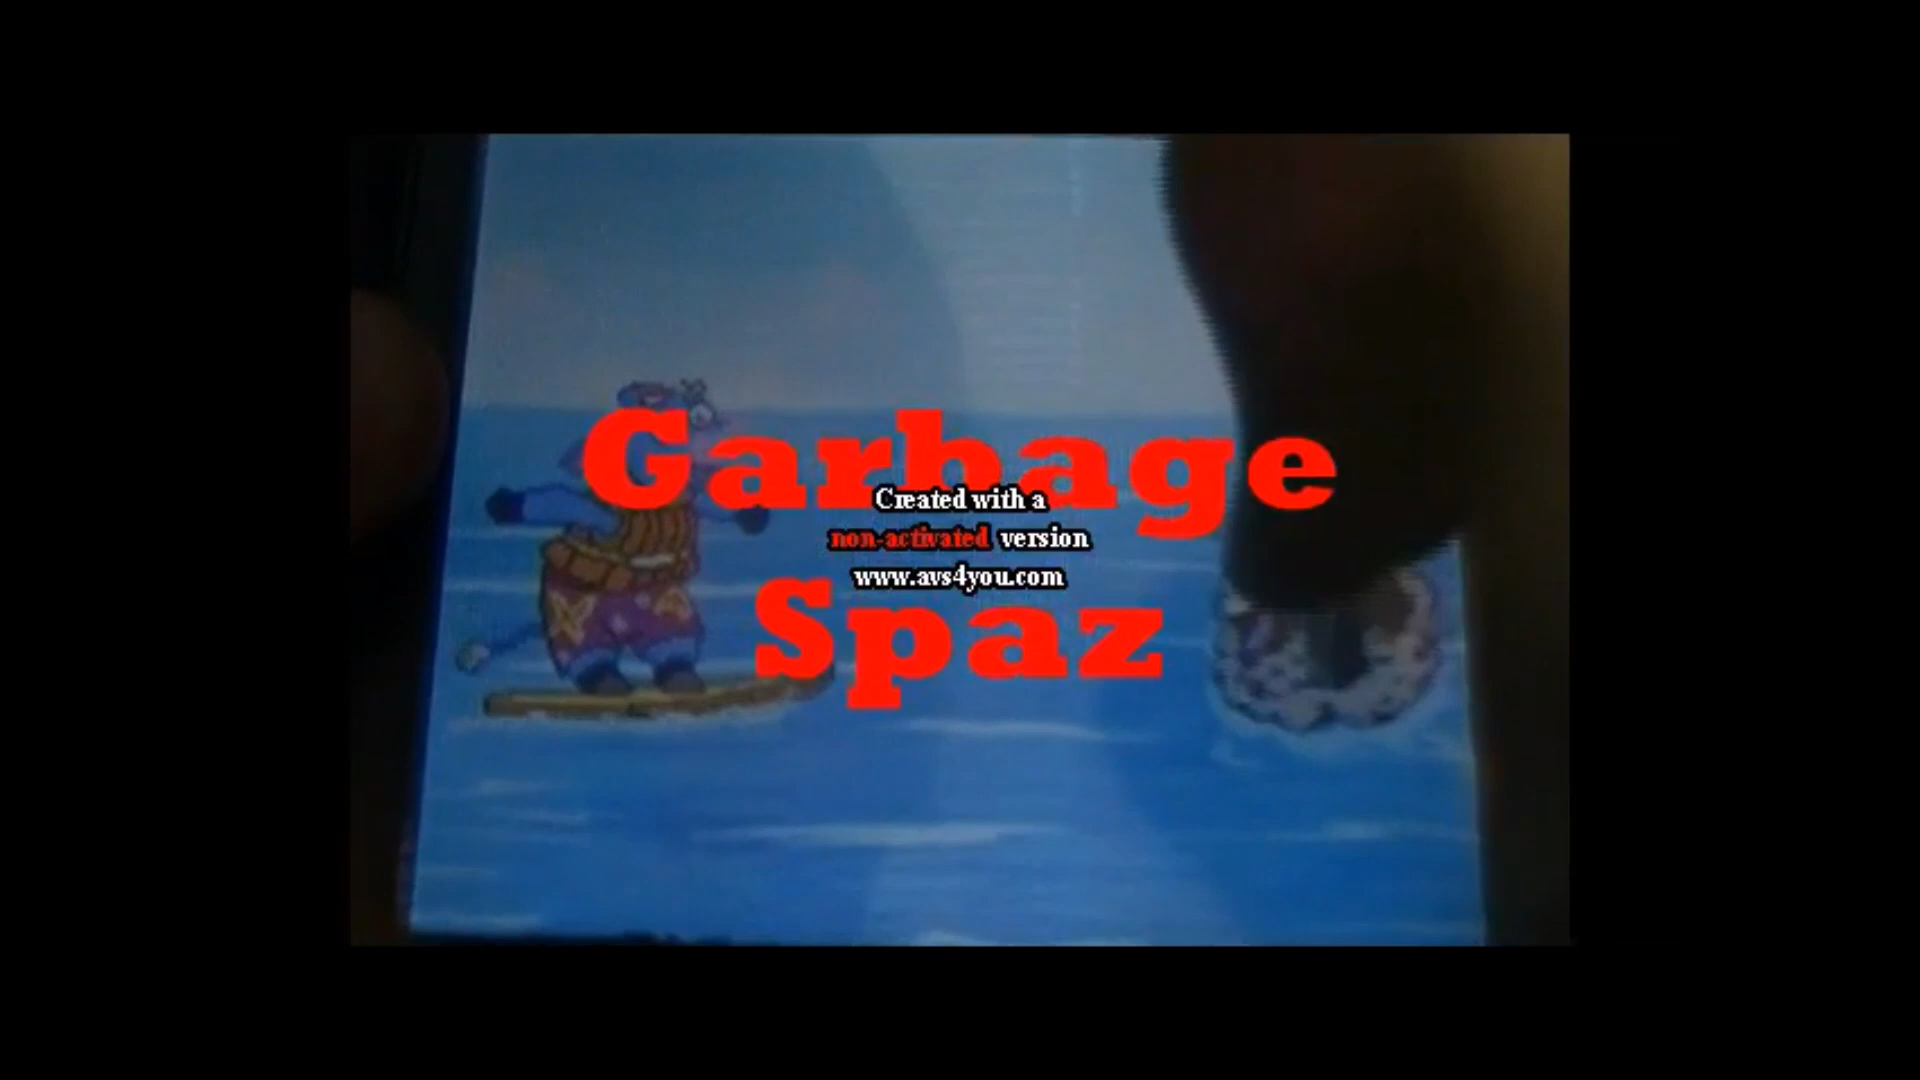 Garbage
Created with a
non-activated version
www.avs4you.com
Spaz